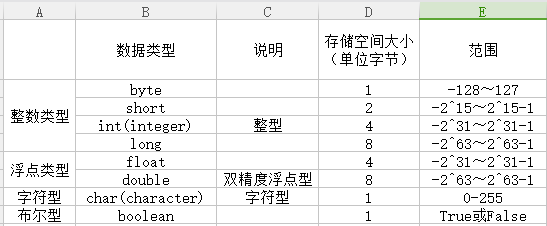 A B C D E
数据类型 说明 存储空间大小 范围
（单位字节）
整数类型 byte 1 -128～127
short 2 -2^15～2^15-1
int(integer) 整型 4 -2^31～2^31-1
long 8 -2^63～2^63-1
浮点类型 float 4 -2^31～2^31-1
double 双精度浮点型 8 -2^63～2^63-1
字符型 char(character) 字符型 1 0-255
布尔型 boolean 1 True或False